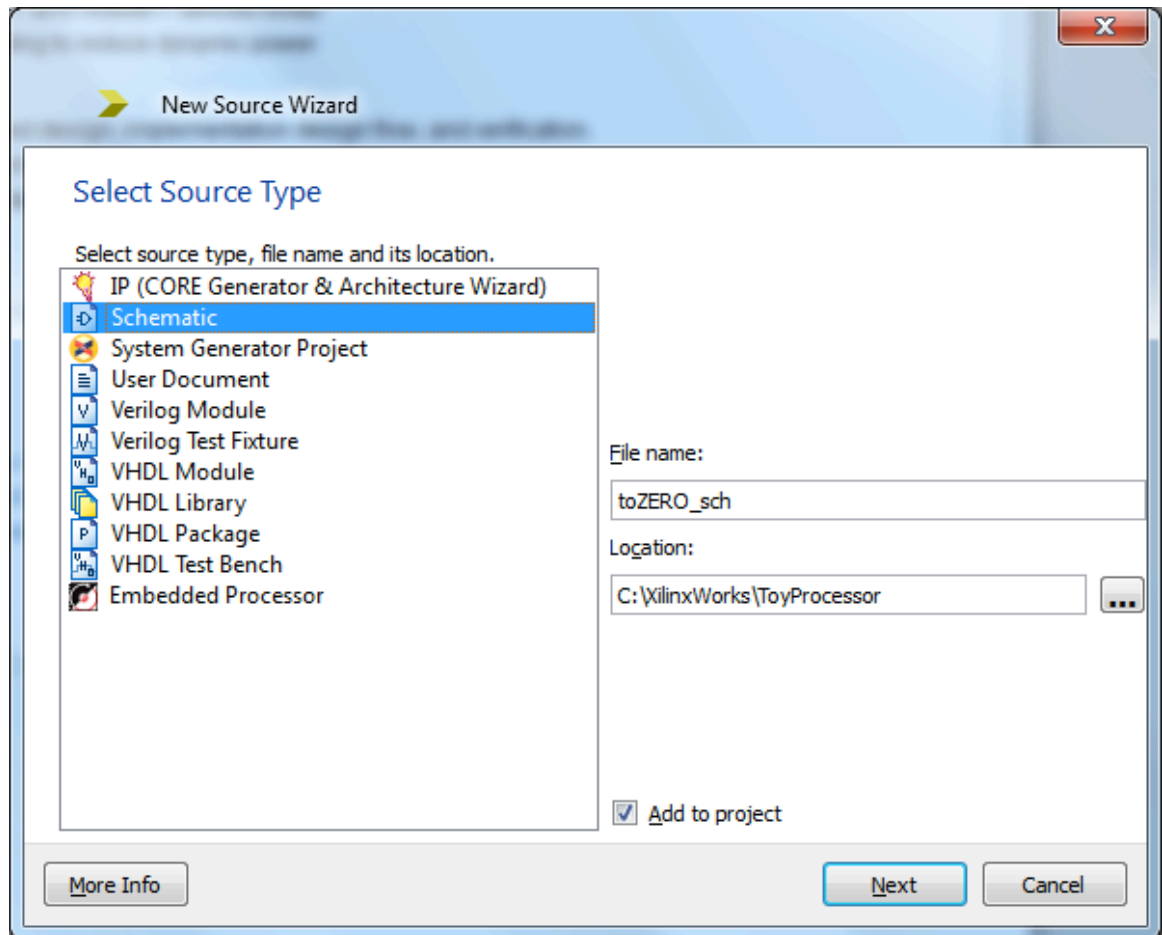 New Source Wizard
Select Source Type
Select source type, file name and its location.
IP (CORE Generator & Architecture Wizard)
Schematic
System Generator Project
User Document
Verilog Module
Verilog Test Fixture
VHDL Module
VHDL Library
VHDL Package
VHDL Test Bench
Embedded Processor
File name:
toZERO_sch
Location:
C:\XilinxWorks\ToyProcessor
...
Add to project
More Info
Next
Cancel